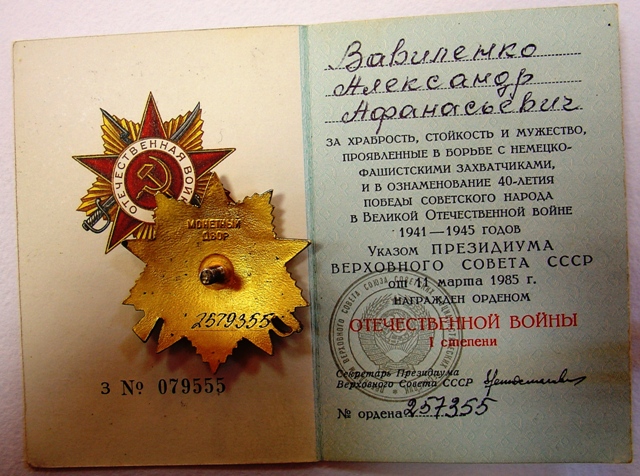 ОТЕЧЕСТВЕННАЯ ВОЙНА
МОНЕТНЫЙ
ДВОР
2579355
З № 079555
Вавиленко
Александр
Афанасьевич
ЗА ХРАБРОСТЬ, СТОЙКОСТЬ И МУЖЕСТВО,
ПРОЯВЛЕННЫЕ В БОРЬБЕ С НЕМЕЦКО-
ФАШИСТСКИМИ ЗАХВАТЧИКАМИ,
И В ОЗНАМЕНОВАНИЕ 40-ЛЕТИЯ
ПОБЕДЫ СОВЕТСКОГО НАРОДА
В ВЕЛИКОЙ ОТЕЧЕСТВЕННОЙ ВОЙНЕ
1941—1945 ГОДОВ
УКАЗОМ ПРЕЗИДИУМА
ВЕРХОВНОГО СОВЕТА СССР
от 11 марта 1985 г.
НАГРАЖДЕН ОРДЕНОМ
ОТЕЧЕСТВЕННОЙ ВОЙНЫ
I степени
Секретарь Президиума
Верховного Совета СССР
№ ордена 257355